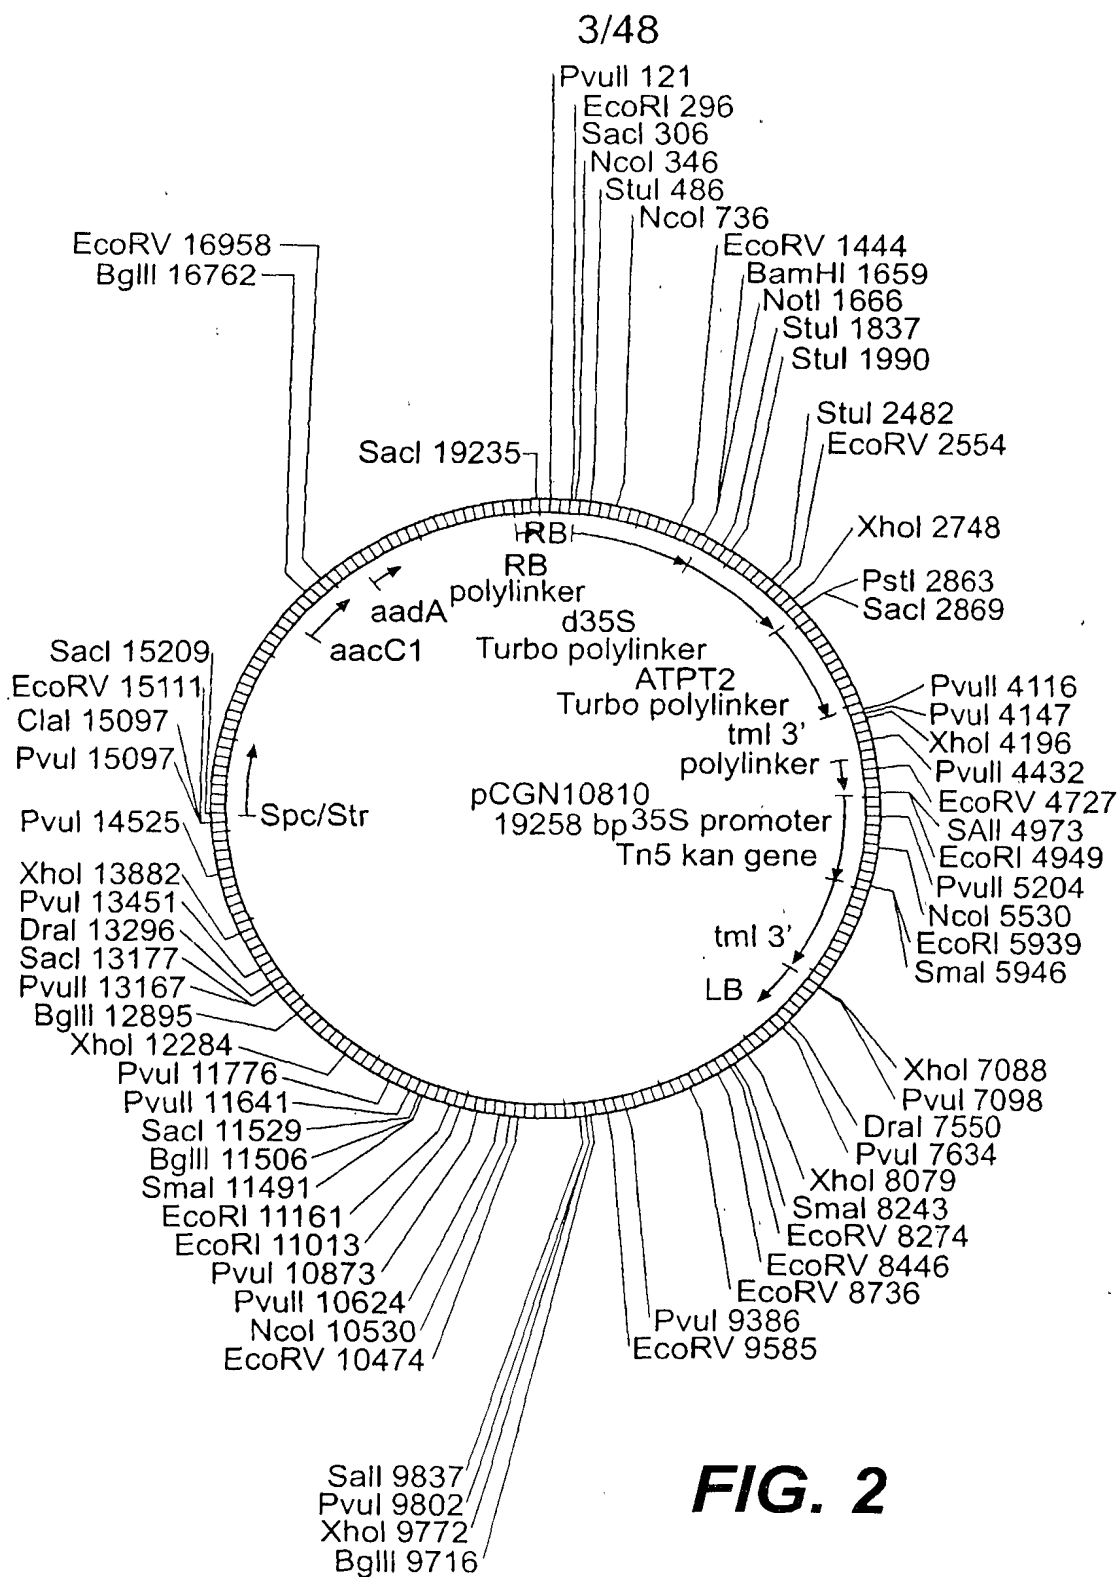 3/48
PvuII 121
EcoRI 296
SacI 306
NcoI 346
StuI 486
NcoI 736
EcoRV 1444
BamHI 1659
NotI 1666
StuI 1837
StuI 1990
StuI 2482
EcoRV 2554
XhoI 2748
PstI 2863
SacI 2869
PvuII 4116
PvuI 4147
XhoI 4196
PvuII 4432
EcoRV 4727
SAlI 4973
EcoRI 4949
PvuII 5204
NcoI 5530
EcoRI 5939
SmaI 5946
XhoI 7088
PvuI 7098
DraI 7550
PvuI 7634
XhoI 8079
SmaI 8243
EcoRV 8274
EcoRV 8446
EcoRV 8736
PvuI 9386
EcoRV 9585
SalI 9837
PvuI 9802
XhoI 9772
BglII 9716
EcoRV 10474
NcoI 10530
PvuII 10624
PvuI 10873
EcoRI 11013
EcoRI 11161
SmaI 11491
BglII 11506
SacI 11529
PvuII 11641
PvuI 11776
XhoI 12284
BglII 12895
PvuII 13167
SacI 13177
DraI 13296
PvuI 13451
XhoI 13882
PvuI 14525
PvuI 15097
ClaI 15097
EcoRV 15111
SacI 15209
BglII 16762
EcoRV 16958
SacI 19235
RB
RB
polylinker
d35S
Turbo polylinker
ATPT2
Turbo polylinker
tml 3'
polylinker
pCGN10810
19258 bp
35S promoter
Tn5 kan gene
tml 3'
LB
Spc/Str
aacC1
aadA
FIG. 2